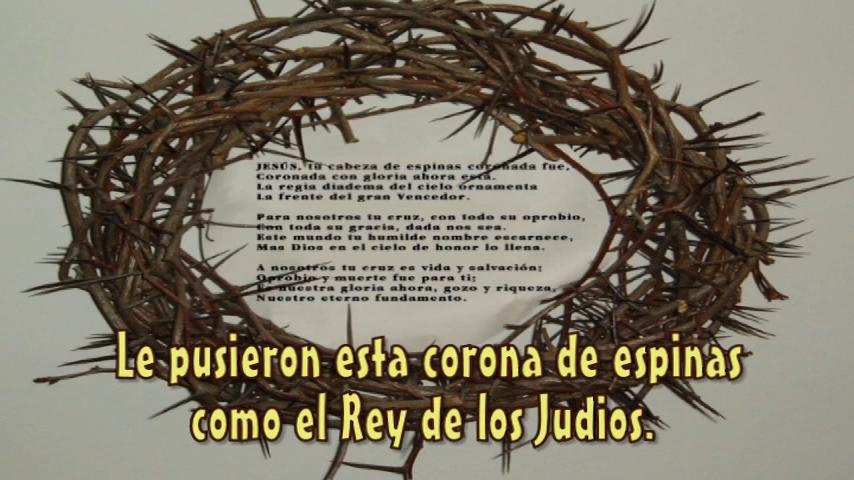 JESÚS, tu cabeza de espinas coronada fue,
Coronada con gloria ahora está.
La regia diadema del cielo ornamenta
La frente del gran Vencedor.
Para nosotros tu cruz, con todo su oprobio,
Con toda su gracia, dada nos sea.
Este mundo tu humilde nombre escarnece,
Mas Dios en el cielo de honor lo llena.
A nosotros tu cruz es vida y salvación;
Oprobio y muerte fue para ti;
Es nuestra gloria ahora, gozo y riqueza,
Nuestro eterno fundamento.
Le pusieron esta corona de espinas
como el Rey de los Judios.